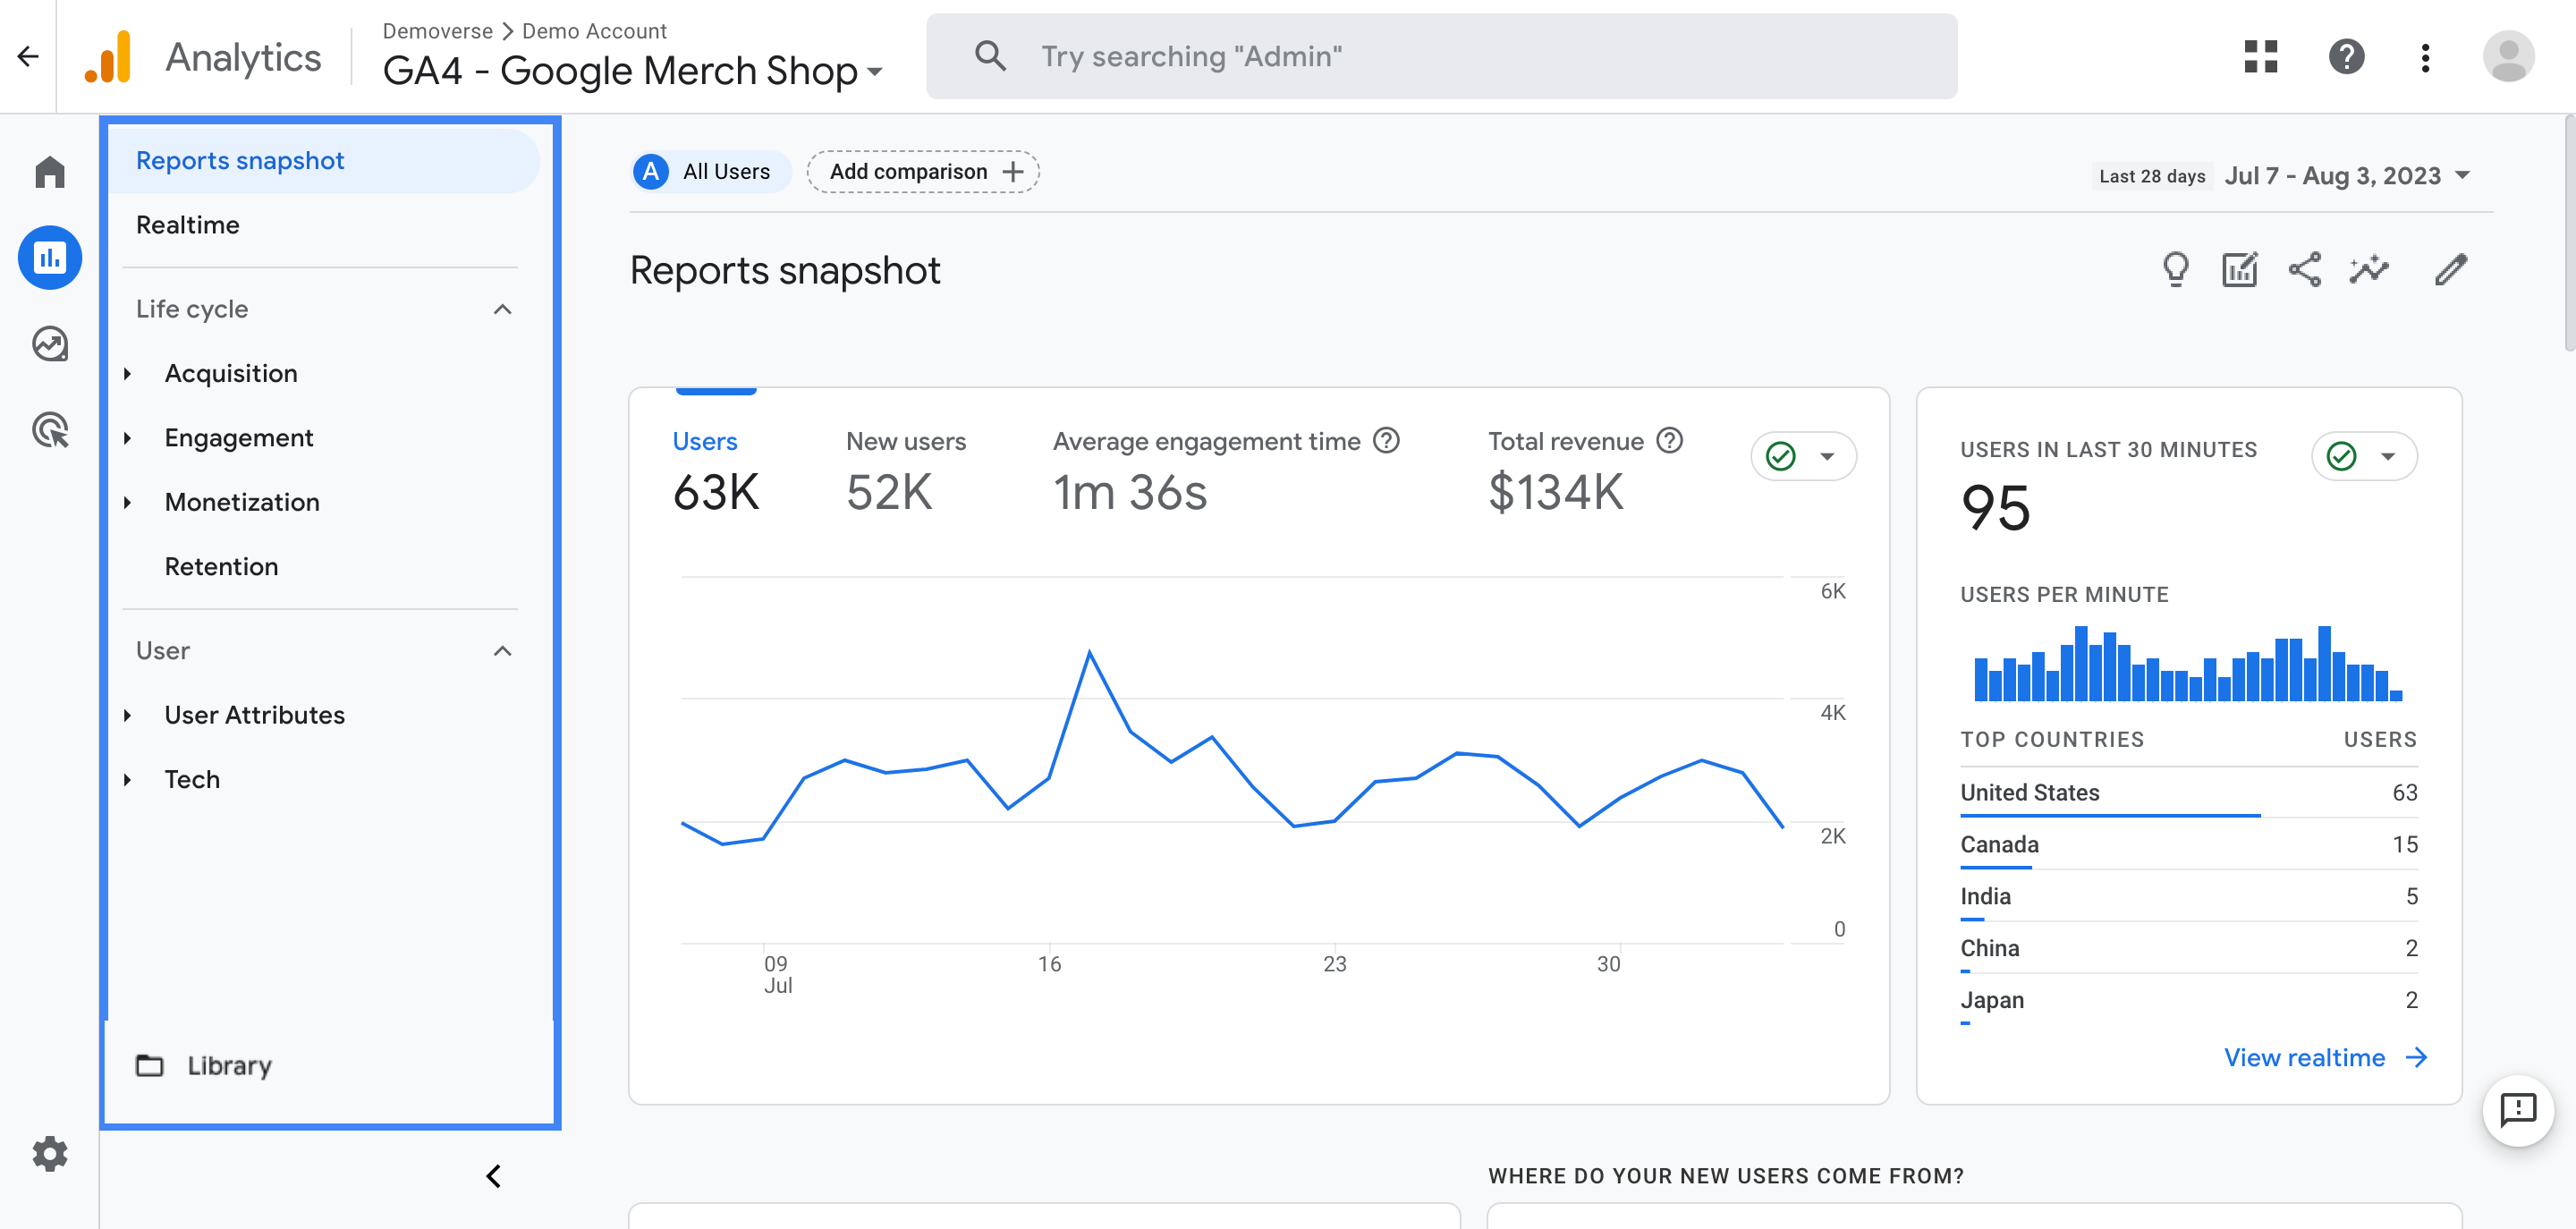 Analytics
Demoverse > Demo Account
GA4 - Google Merch Shop
Try searching "Admin"
Reports snapshot
Realtime
Life cycle
Acquisition
Engagement
Monetization
Retention
User
User Attributes
Tech
Library
A All Users
Add comparison +
Last 28 days Jul 7 - Aug 3, 2023
Reports snapshot
Users
63K
New users
52K
Average engagement time
1m 36s
Total revenue
$134K
6K
4K
2K
0
09
Jul
16
23
30
USERS IN LAST 30 MINUTES
95
USERS PER MINUTE
TOP COUNTRIES USERS
United States 63
Canada 15
India 5
China 2
Japan 2
View realtime
WHERE DO YOUR NEW USERS COME FROM?